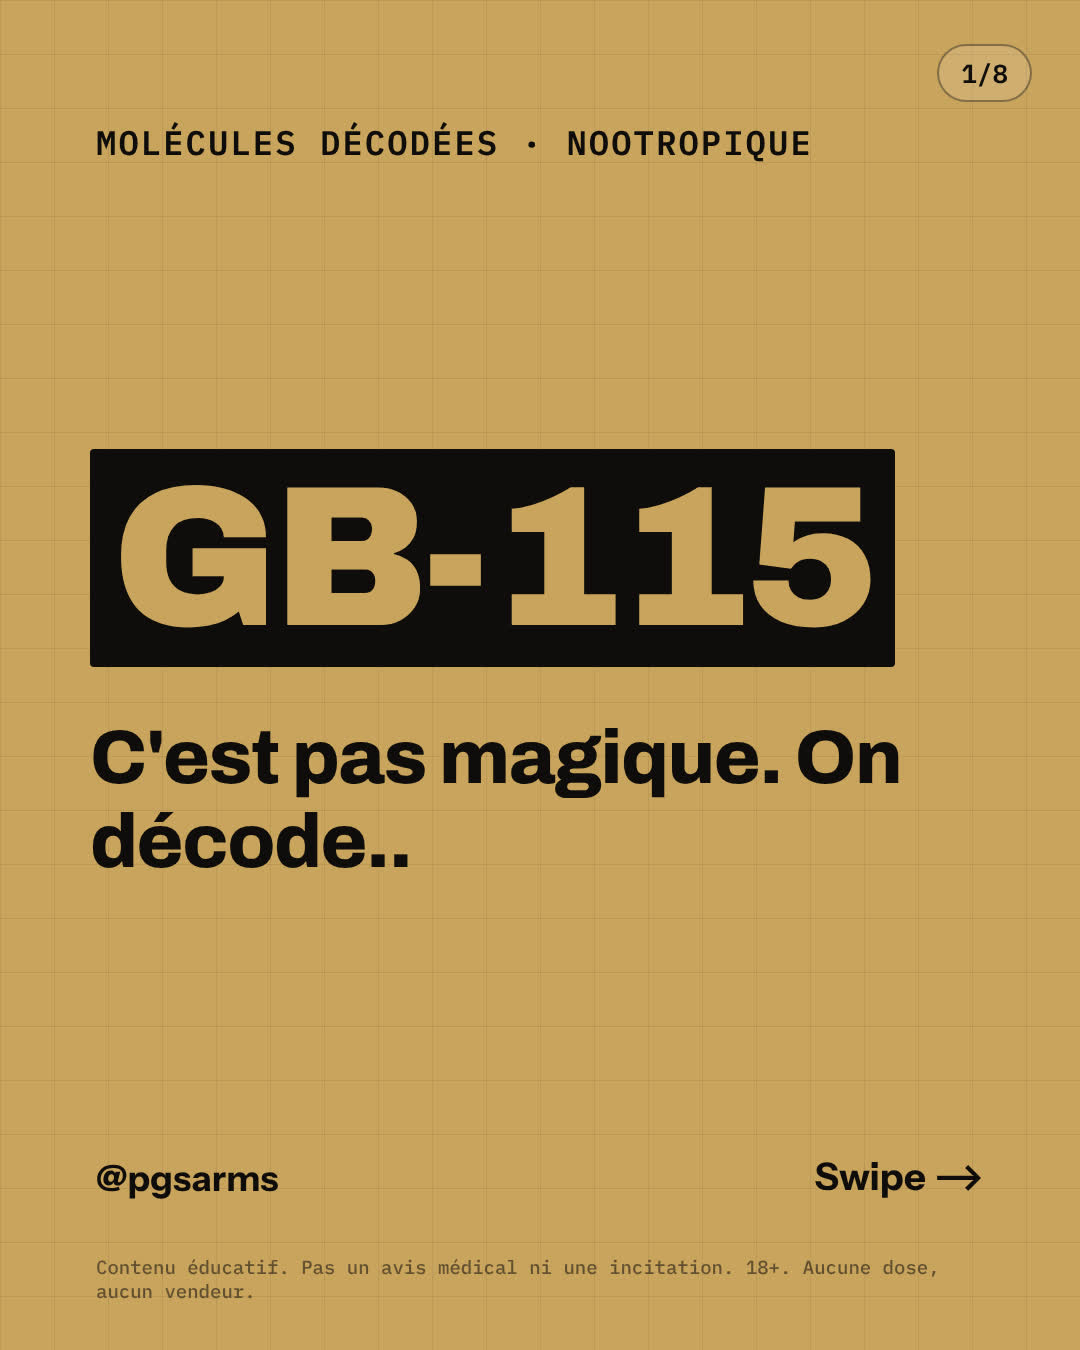 1/8
MOLÉCULES DÉCODÉES · NOOTROPIQUE
GB-115
C'est pas magique. On
décode..
@pgsarms
Swipe →
Contenu éducatif. Pas un avis médical ni une incitation. 18+. Aucune dose,
aucun vendeur.